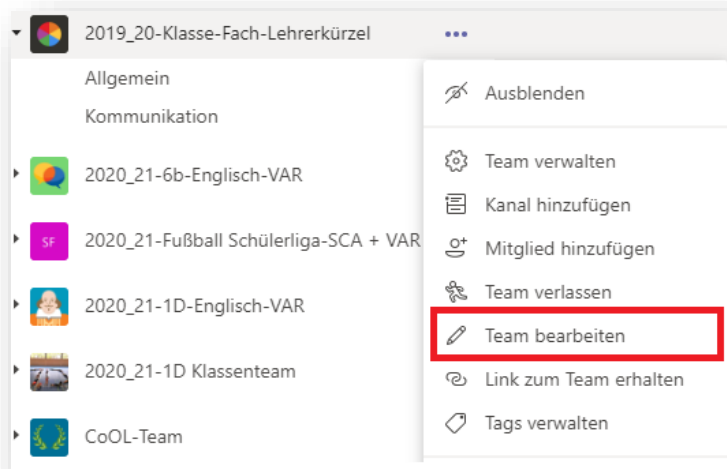 2019_20-Klasse-Fach-Lehrerkürzel
Allgemein
Kommunikation
2020_21-6b-Englisch-VAR
SF
2020_21-Fußball Schülerliga-SCA + VAR
2020_21-1D-Englisch-VAR
2020_21-1D Klassenteam
CoOL-Team
Ausblenden
Team verwalten
Kanal hinzufügen
Mitglied hinzufügen
Team verlassen
Team bearbeiten
Link zum Team erhalten
Tags verwalten